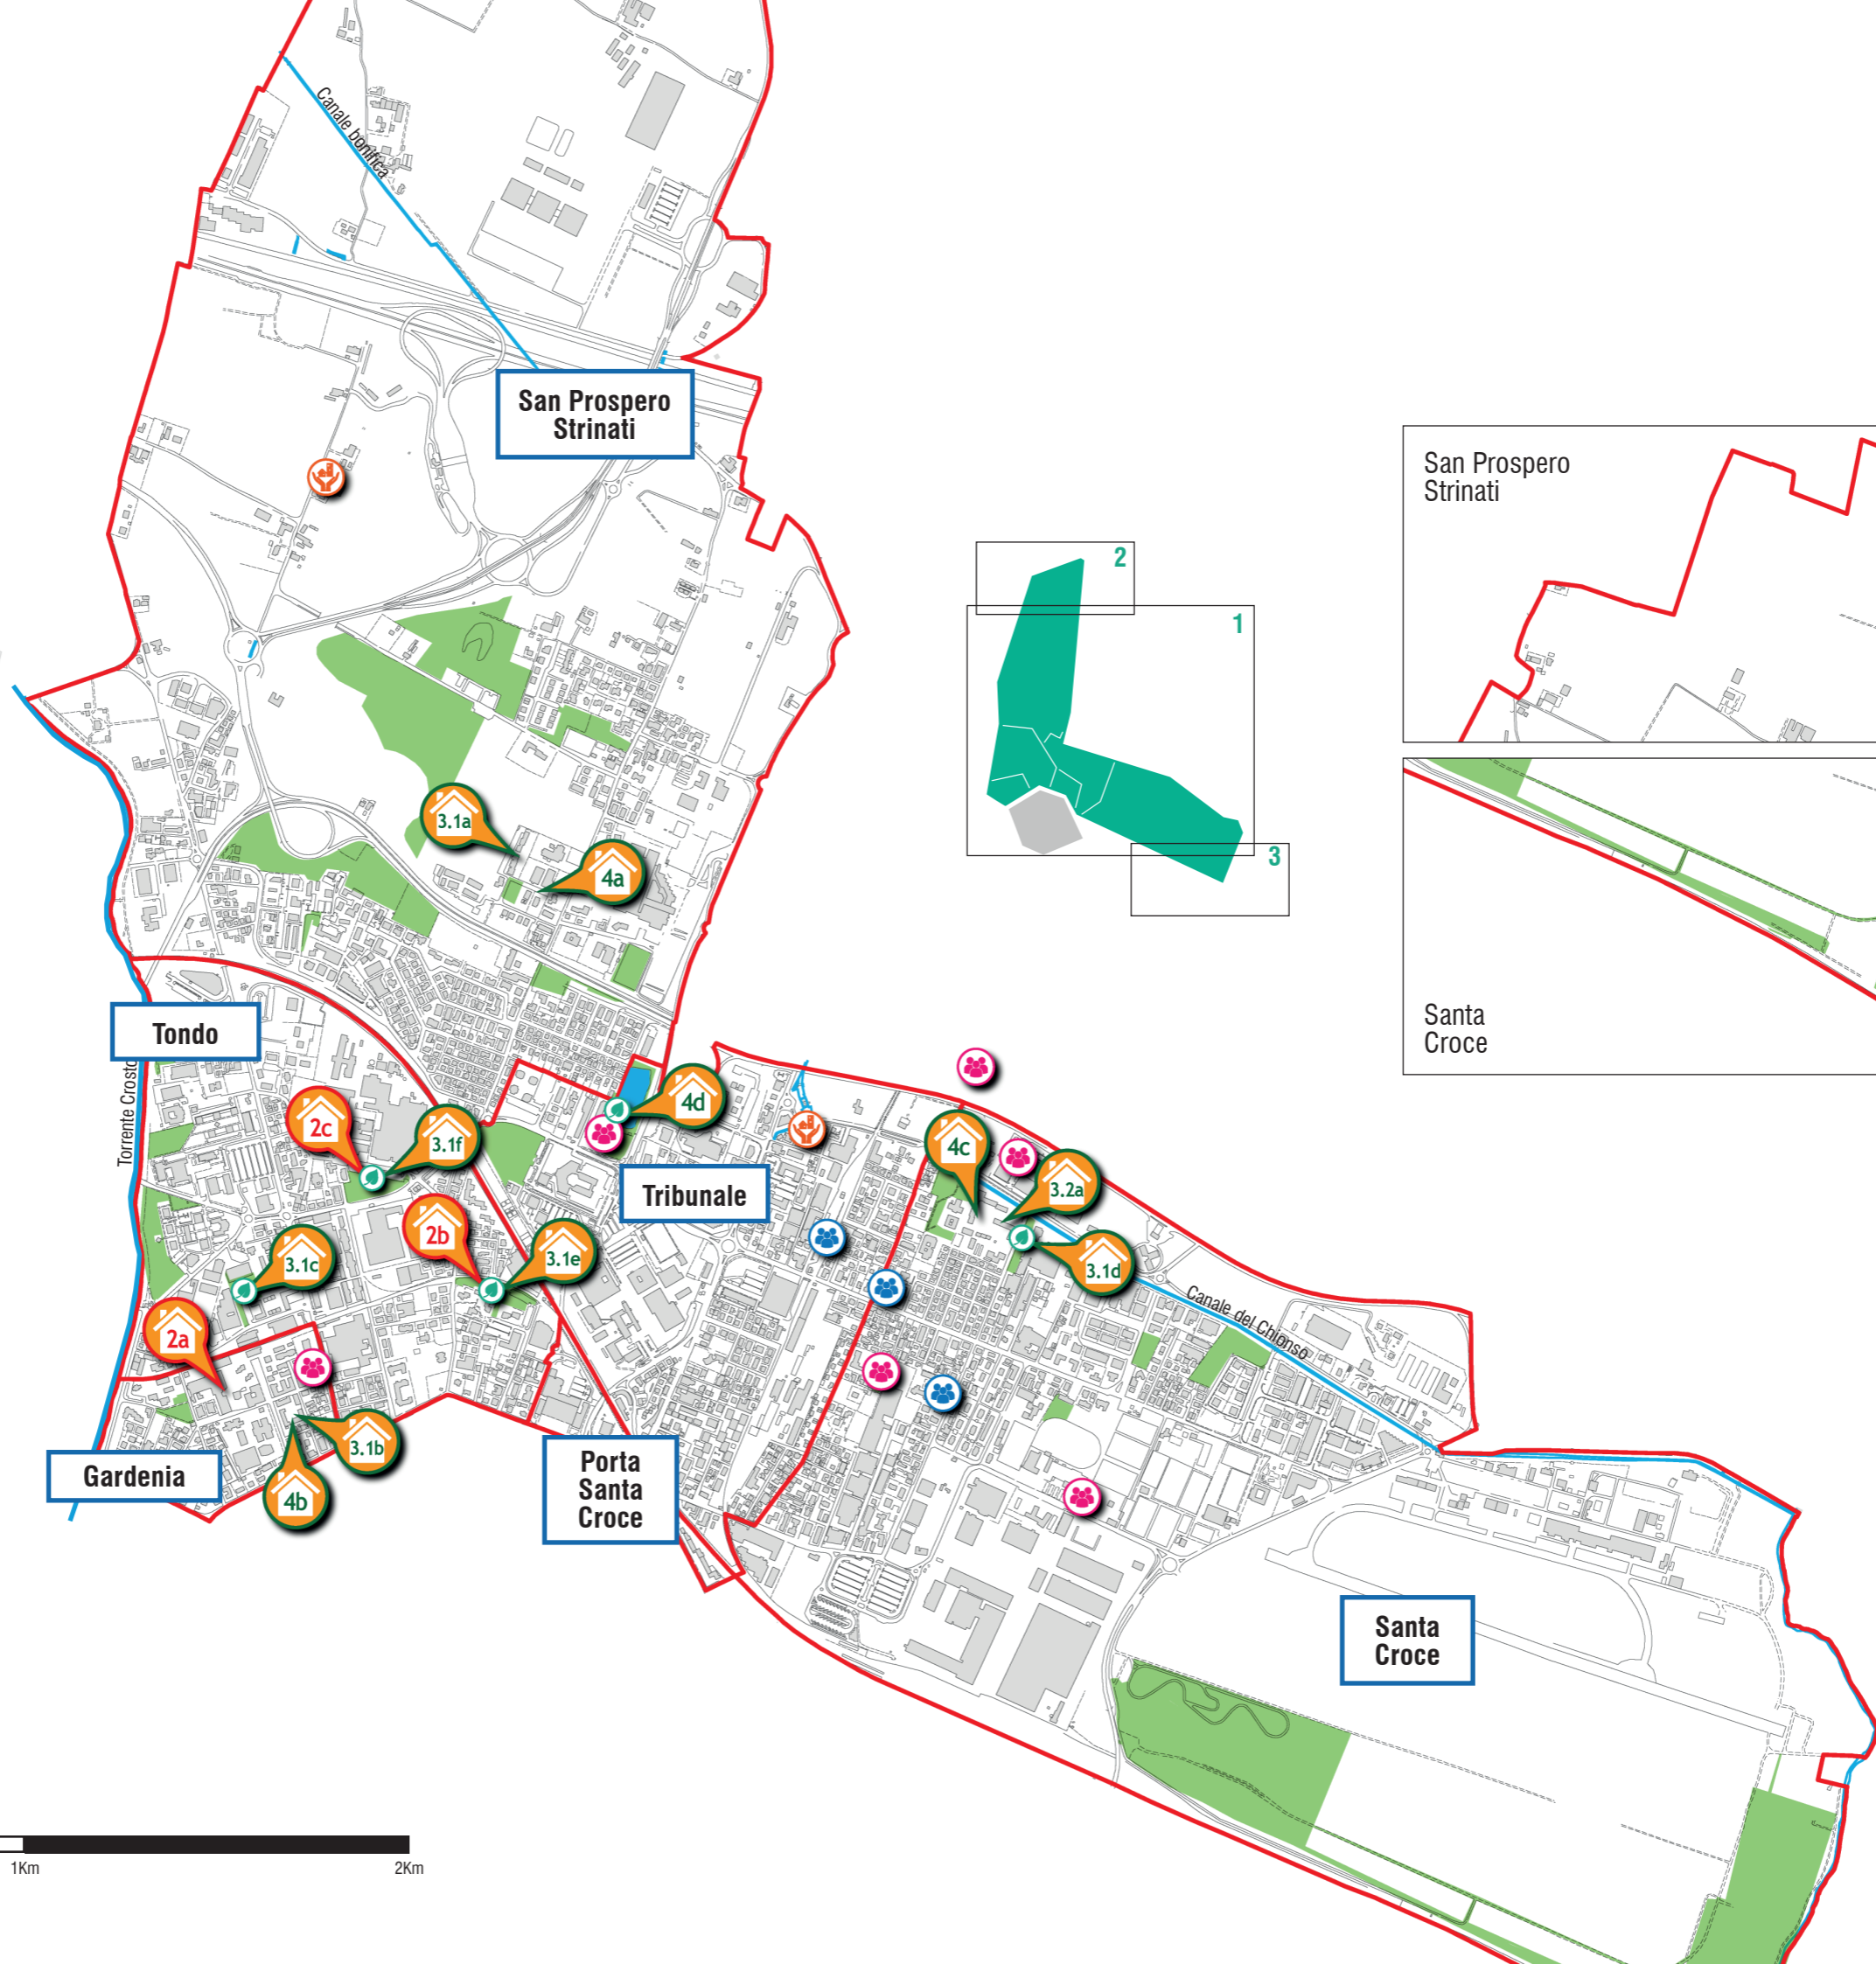 Canale bonifica
San Prospero
Strinati
San Prospero
Strinati
2
1
3
3.1a
4a
Santa
Croce
Tondo
Torrente Crostolo
2c
3.1f
4d
4c
3.2a
Tribunale
2b
3.1e
3.1c
3.1d
Canale del Chionso
2a
3.1b
Gardenia
4b
Porta
Santa
Croce
Santa
Croce
1Km
2Km